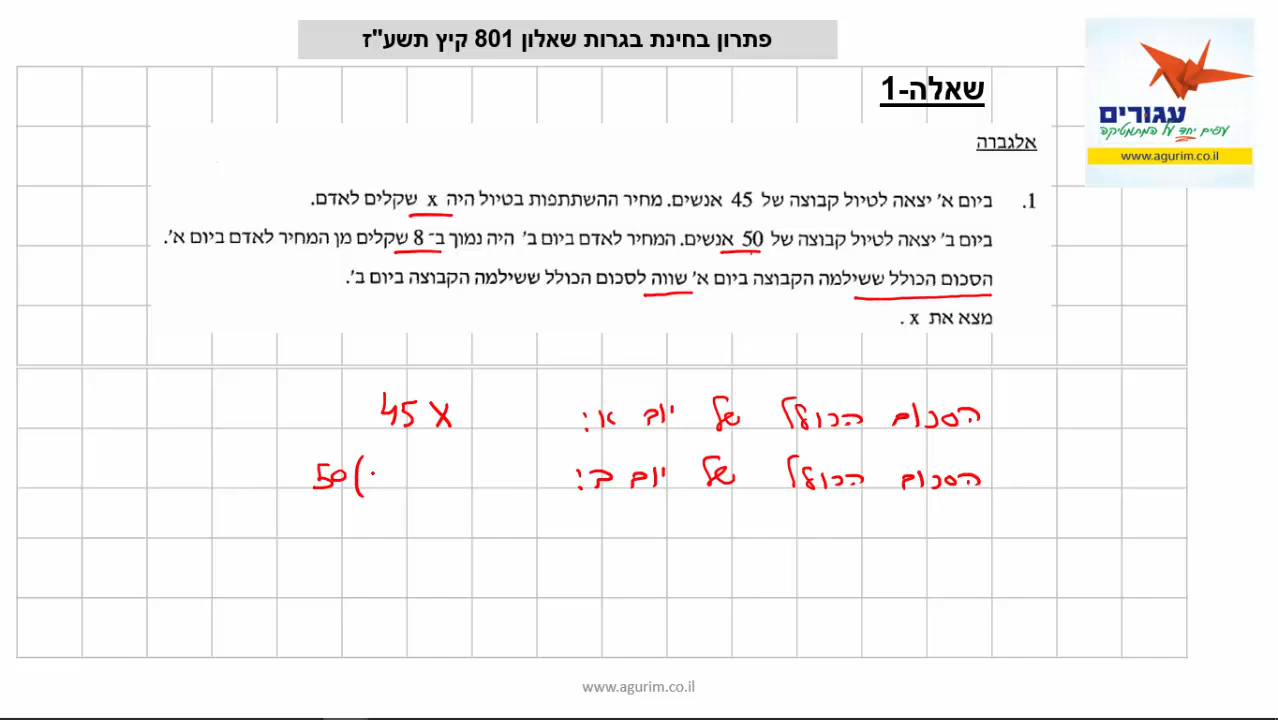 פתרון בחינת בגרות שאלון 801 קיץ תשע"ז
שאלה-1
עגורים
עפים יחד על המתמטיקה
www.agurim.co.il
אלגברה
1. ביום א' יצאה לטיול קבוצה של 45 אנשים. מחיר ההשתתפות בטיול היה x שקלים לאדם.
ביום ב' יצאה לטיול קבוצה של 50 אנשים. המחיר לאדם ביום ב' היה נמוך ב־ 8 שקלים מן המחיר לאדם ביום א'.
הסכום הכולל ששילמה הקבוצה ביום א' שווה לסכום הכולל ששילמה הקבוצה ביום ב'.
מצא את x .
הסכום הכולל של יום א: 45X
הסכום הכולל של יום ב: 50(
www.agurim.co.il